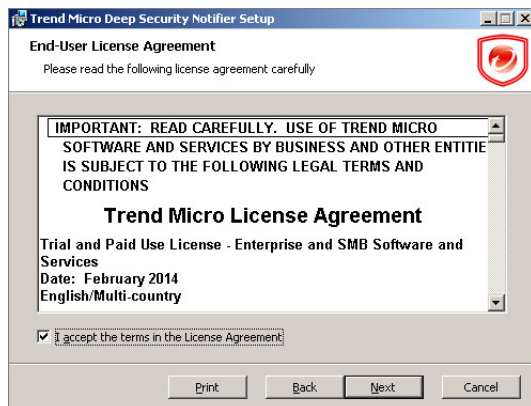 Trend Micro Deep Security Notifier Setup
End-User License Agreement
Please read the following license agreement carefully
IMPORTANT: READ CAREFULLY. USE OF TREND MICRO
SOFTWARE AND SERVICES BY BUSINESS AND OTHER ENTITIE
IS SUBJECT TO THE FOLLOWING LEGAL TERMS AND
CONDITIONS
Trend Micro License Agreement
Trial and Paid Use License - Enterprise and SMB Software and
Services
Date: February 2014
English/Multi-country
I accept the terms in the License Agreement
Print Back Next Cancel